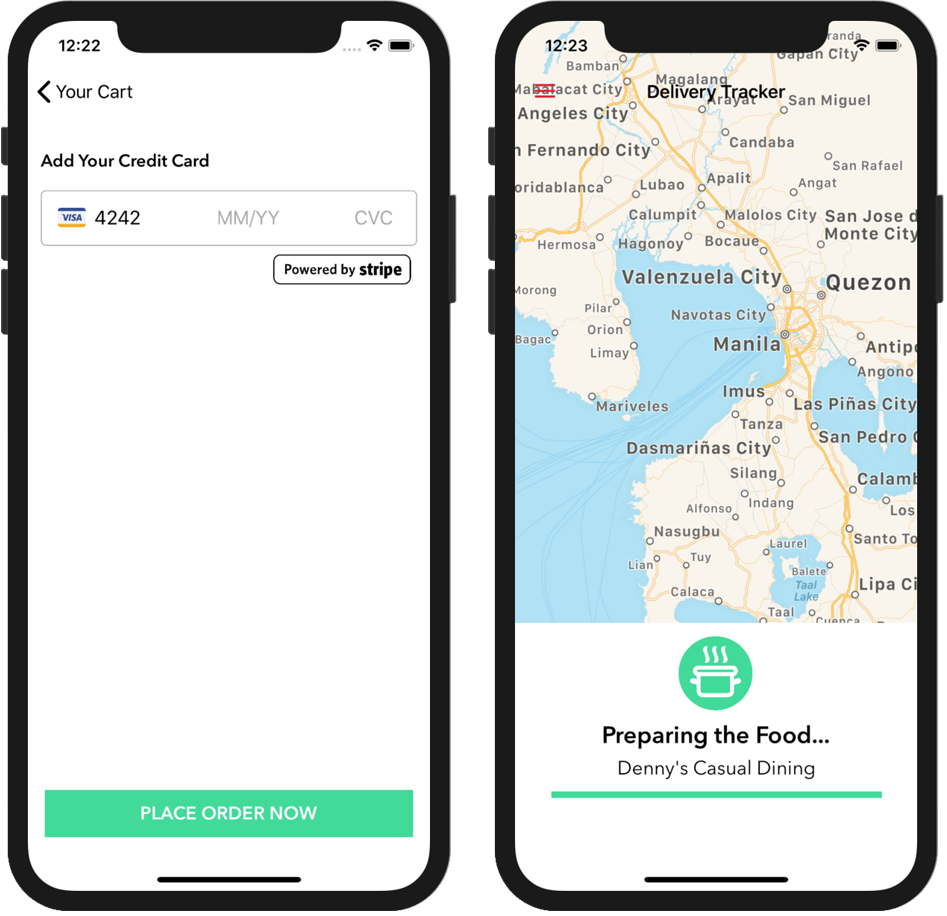 12:22
Your Cart
Add Your Credit Card
VISA 4242 MM/YY CVC
Powered by stripe
PLACE ORDER NOW
12:23
Gapan City
Bamban
Magalang
Mabalacat City
Delivery Tracker
Arayat
San Miguel
Angeles City
Candaba
n Fernando City
San Rafael
Apalit
Angat
oridablanca
Lubao
Calumpit
Malolos City
San Jose d
Monte City
Hermosa
Hagonoy
Bocaue
Valenzuela City
Quezon
Morong
Pilar
Navotas City
Orion
Bagac
Manila
Limay
Antipo
Angono
Imus
Mariveles
Las Piñas City
Tanza
San Pedro
Dasmariñas City
Silang
Calamb
Indang
Alfonso
Los
Nasugbu
Santo To
Laurel
Lian
Tuy
Balete
Taal
Lake
Lipa Ci
Calaca
Taal
Cuenca
Preparing the Food...
Denny's Casual Dining